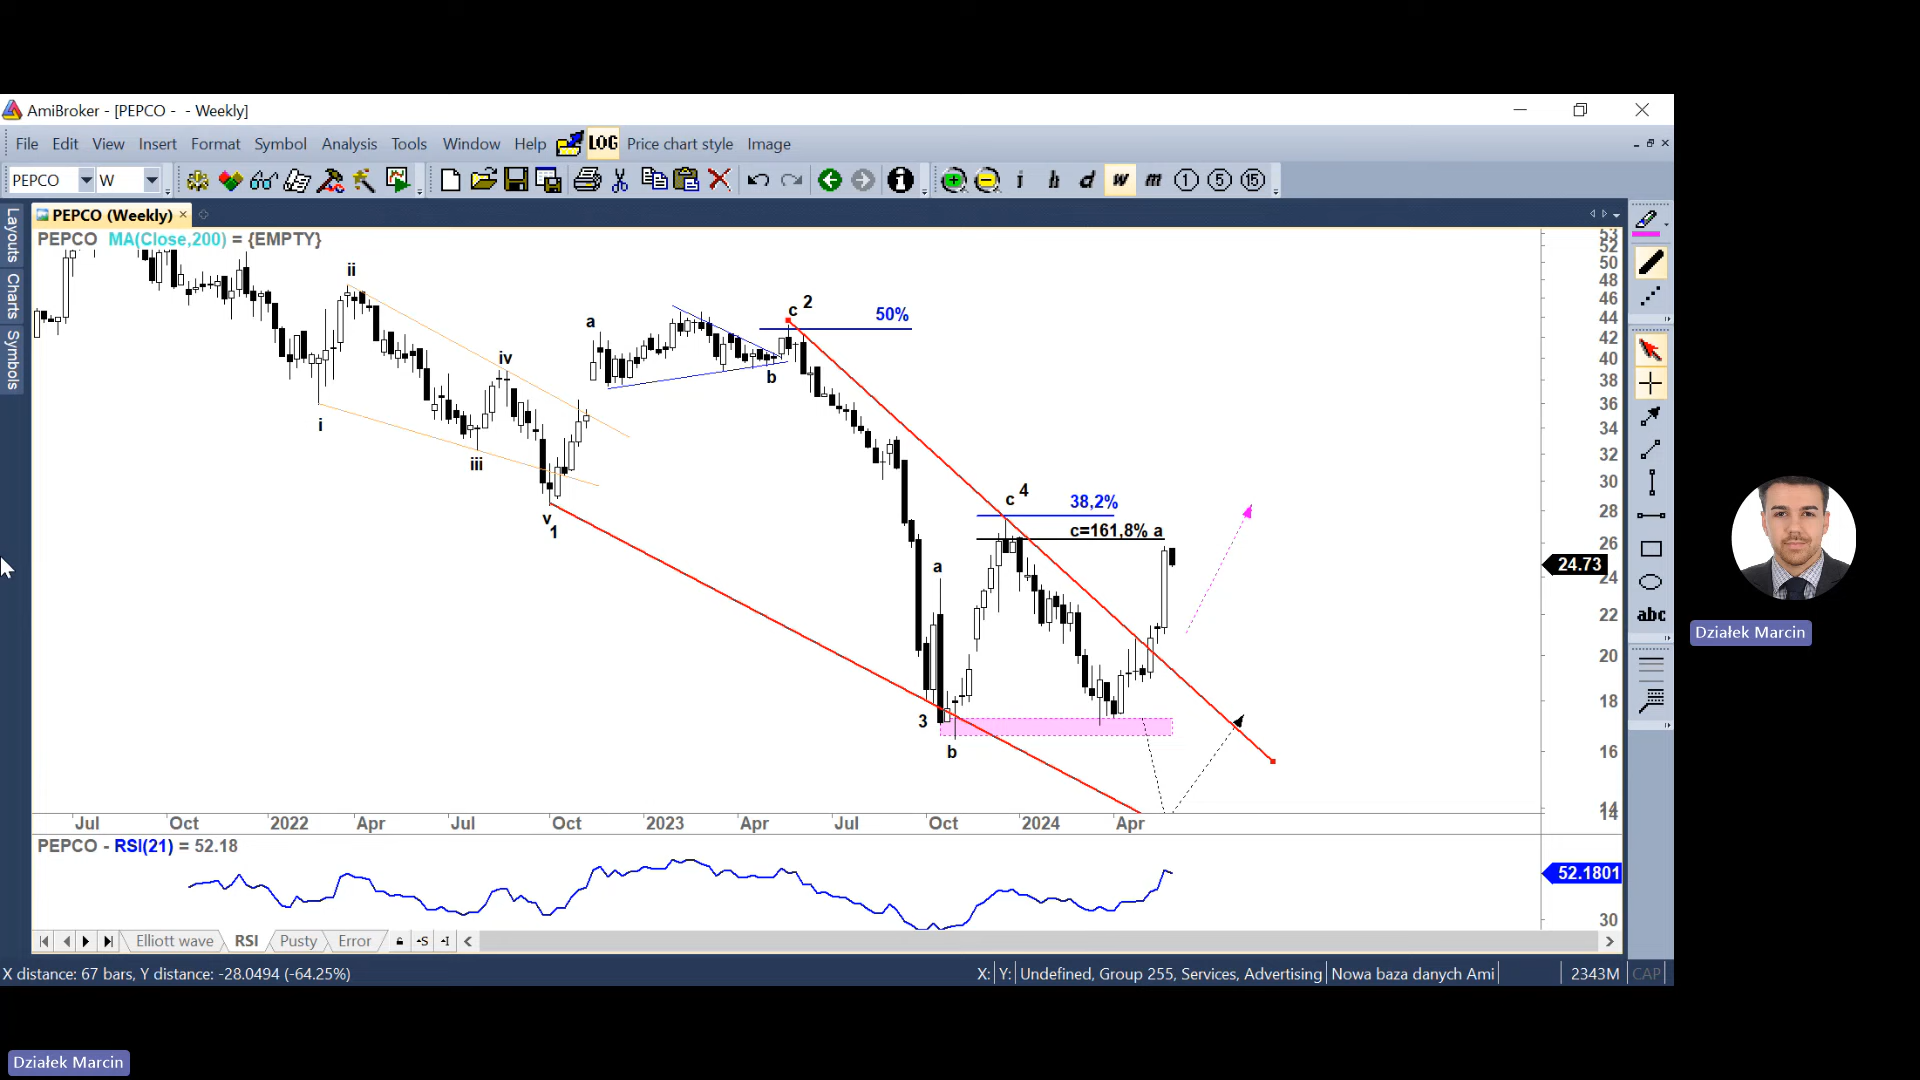 AmiBroker - [PEPCO - - Weekly]
File Edit View Insert Format Symbol Analysis Tools Window Help LOG Price chart style Image
PEPCO W i h d w m 1 5 15
Layouts
Charts
Symbols
PEPCO (Weekly)
PEPCO MA(Close,200) = {EMPTY}
53
52
50
48
46
44
42
40
38
36
34
32
30
28
26
24.73
24
22
20
18
16
14
14
ii
i
iv
iii
v
1
a
b
c 2
50%
a
3
b
c 4
38,2%
c=161,8% a
abc
Jul Oct 2022 Apr Jul Oct 2023 Apr Jul Oct 2024 Apr
PEPCO - RSI(21) = 52.18
52.1801
30
Elliott wave RSI Pusty Error S I
X distance: 67 bars, Y distance: -28.0494 (-64.25%)
X: Y: Undefined, Group 255, Services, Advertising Nowa baza danych Ami 2343M CAP
Działek Marcin
Działek Marcin